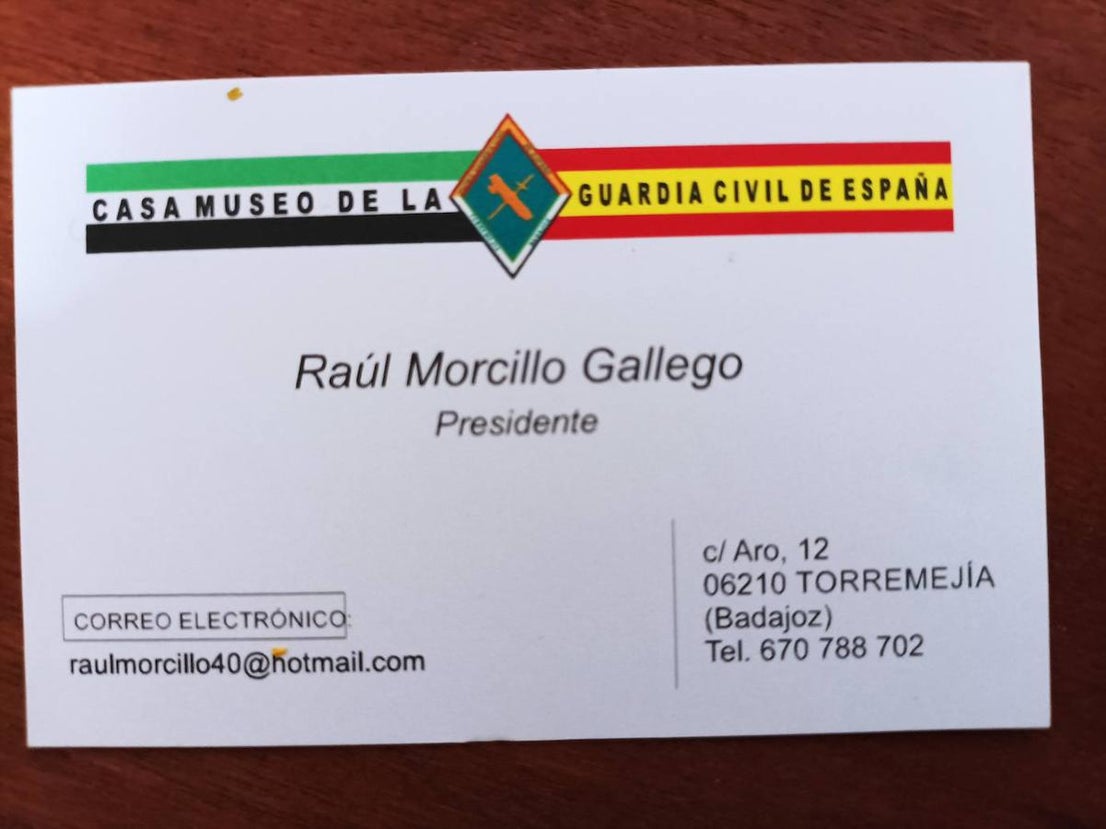 CASA MUSEO DE LA GUARDIA CIVIL DE ESPAÑA
Raúl Morcillo Gallego
Presidente
CORREO ELECTRÓNICO:
raulmorcillo40@hotmail.com
c/ Aro, 12
06210 TORREMEJÍA
(Badajoz)
Tel. 670 788 702